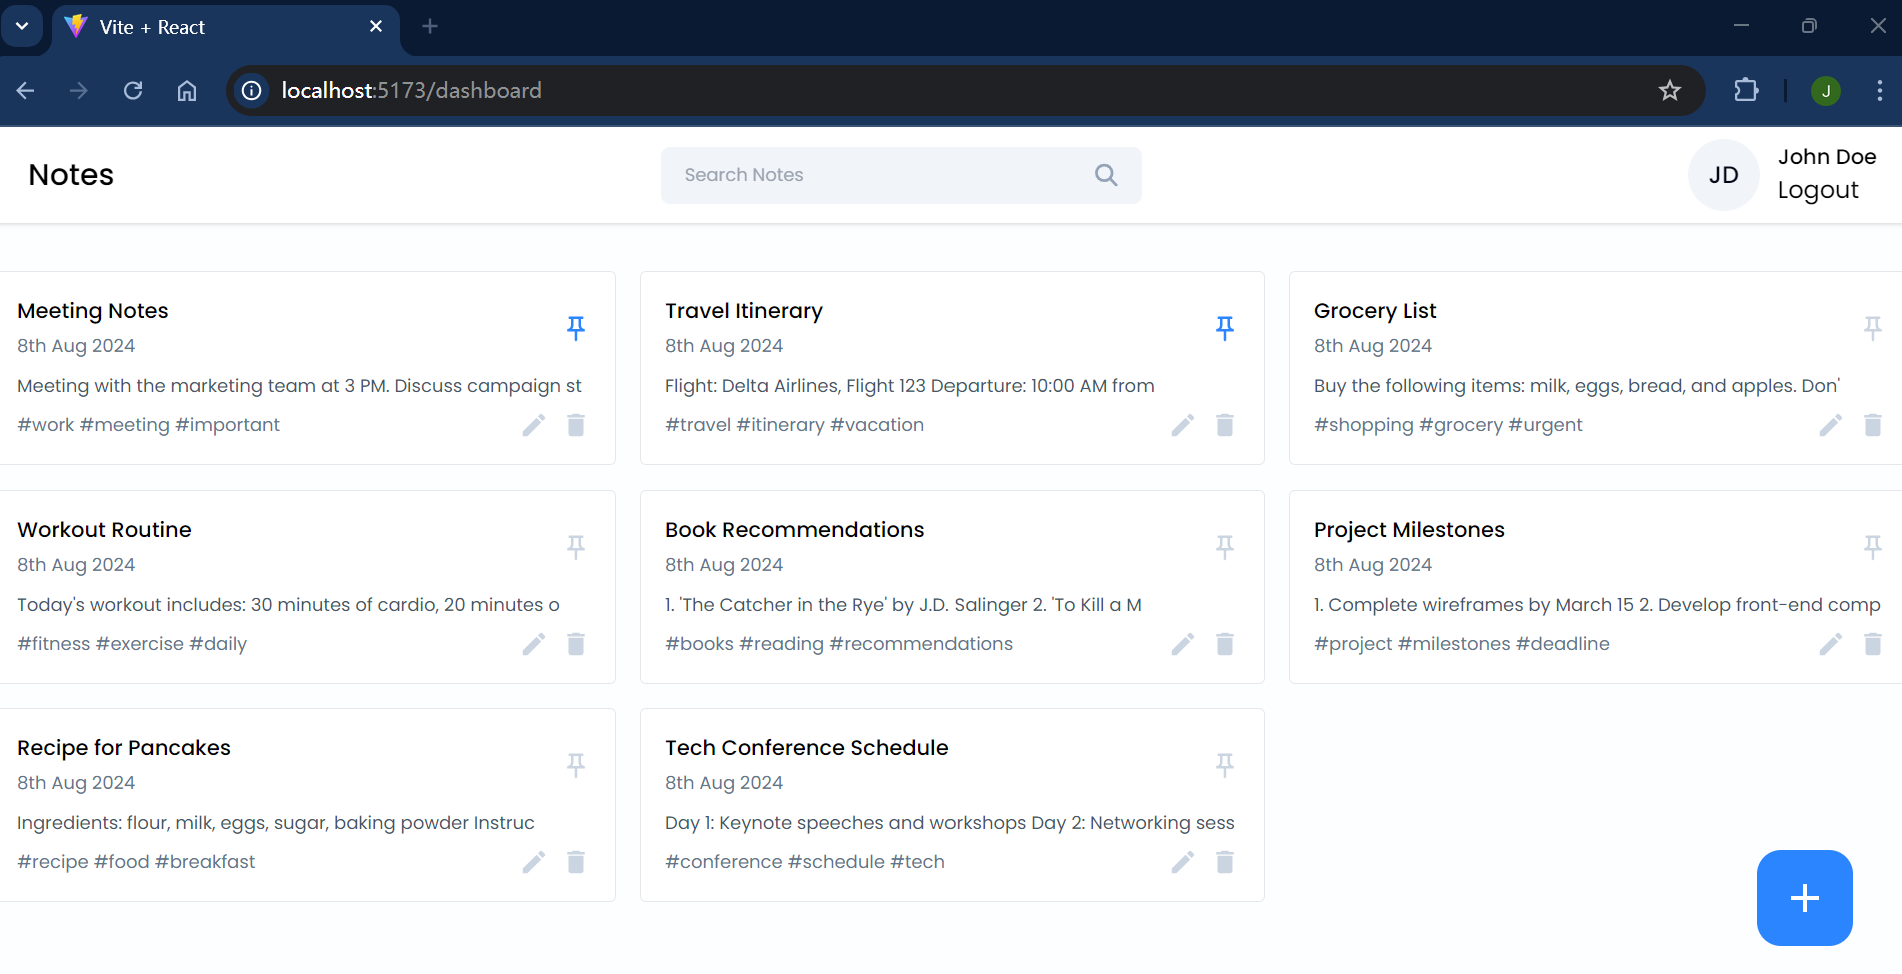 Vite + React
localhost:5173/dashboard
J
Notes
Search Notes
JD
John Doe
Logout
Meeting Notes
8th Aug 2024
Meeting with the marketing team at 3 PM. Discuss campaign st
#work #meeting #important
Travel Itinerary
8th Aug 2024
Flight: Delta Airlines, Flight 123 Departure: 10:00 AM from
#travel #itinerary #vacation
Grocery List
8th Aug 2024
Buy the following items: milk, eggs, bread, and apples. Don'
#shopping #grocery #urgent
Workout Routine
8th Aug 2024
Today's workout includes: 30 minutes of cardio, 20 minutes o
#fitness #exercise #daily
Book Recommendations
8th Aug 2024
1. 'The Catcher in the Rye' by J.D. Salinger 2. 'To Kill a M
#books #reading #recommendations
Project Milestones
8th Aug 2024
1. Complete wireframes by March 15 2. Develop front-end comp
#project #milestones #deadline
Recipe for Pancakes
8th Aug 2024
Ingredients: flour, milk, eggs, sugar, baking powder Instruc
#recipe #food #breakfast
Tech Conference Schedule
8th Aug 2024
Day 1: Keynote speeches and workshops Day 2: Networking sess
#conference #schedule #tech